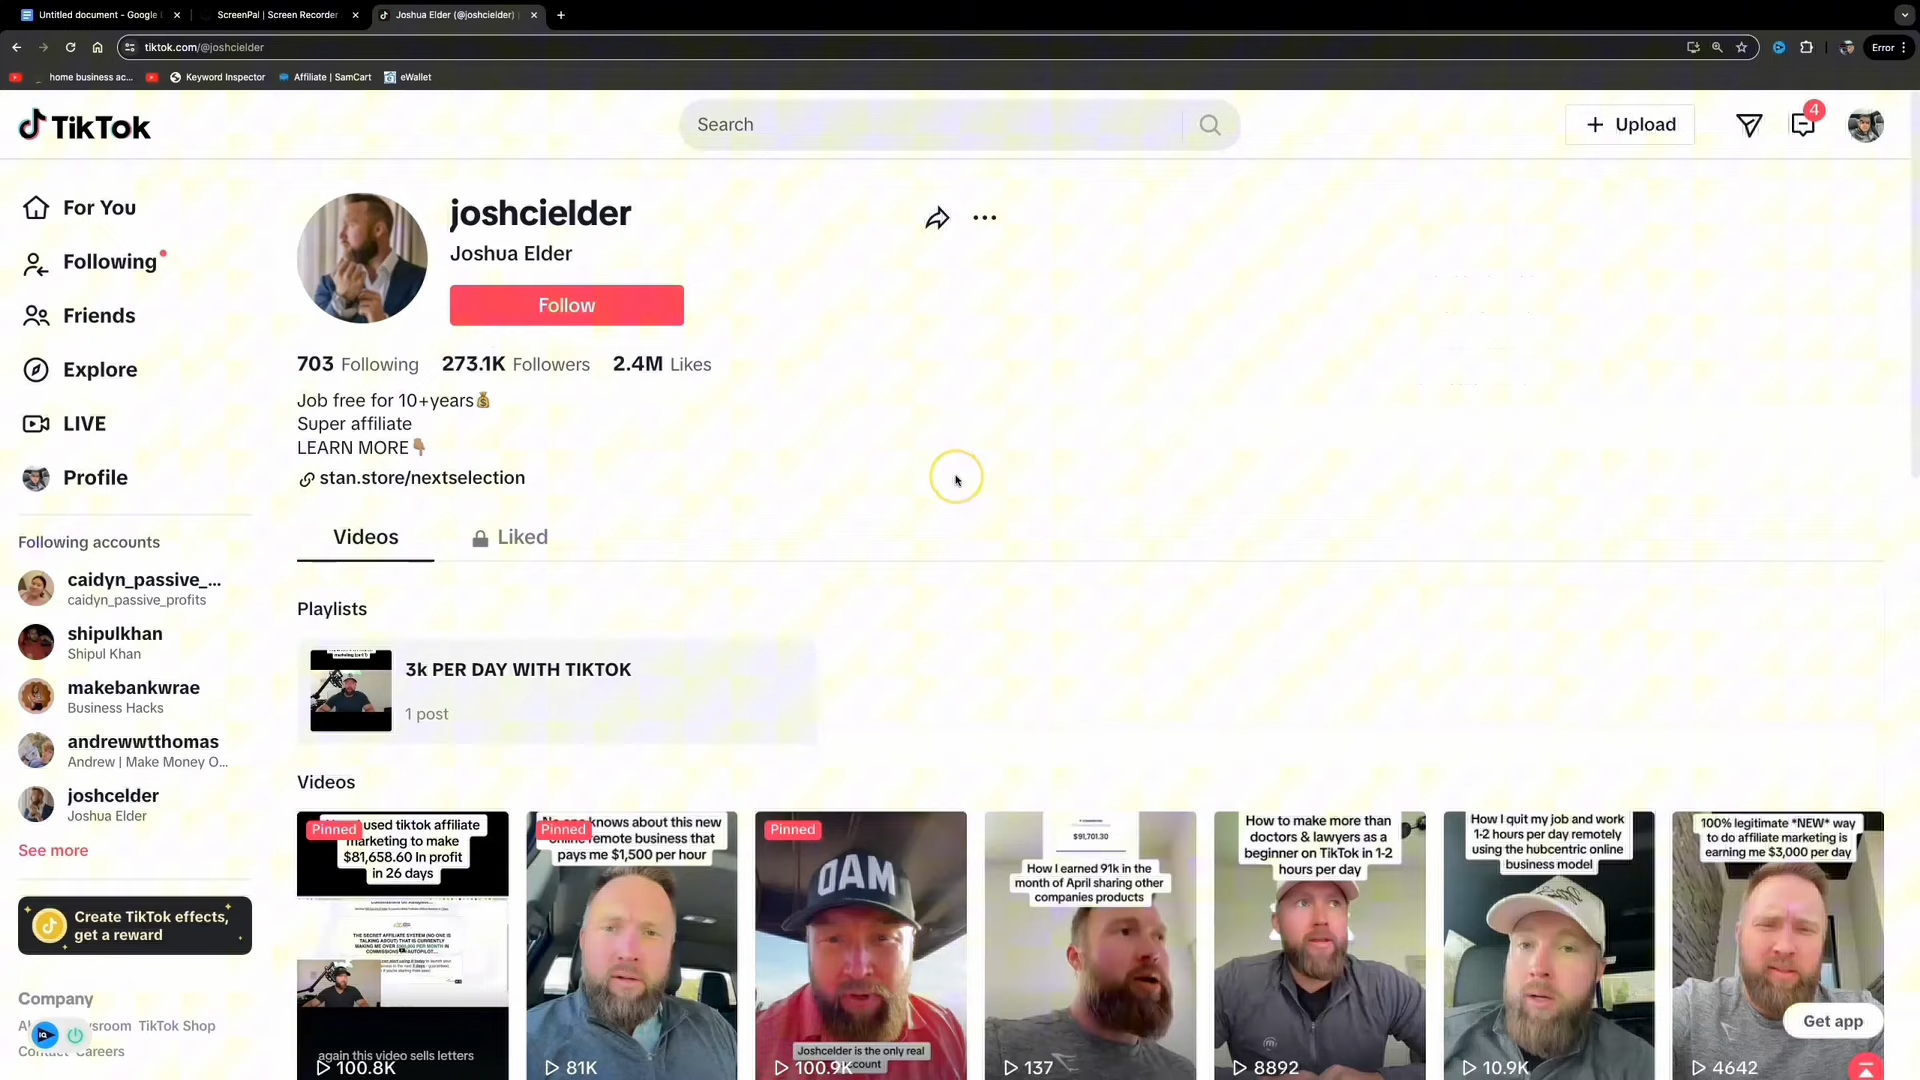 Untitled document - Google
ScreenPal | Screen Recorder
Joshua Elder (@joshcielder) |
tiktok.com/@joshcielder
Error
home business ac...
Keyword Inspector
Affiliate | SamCart
eWallet
TikTok
Search
Upload
4
For You
Following
Friends
Explore
LIVE
Profile
Following accounts
caidyn_passive_...
caidyn_passive_profits
shipulkhan
Shipul Khan
makebankwrae
Business Hacks
andrewwtthomas
Andrew | Make Money O...
joshcelder
Joshua Elder
See more
Create TikTok effects,
get a reward
Company
TikTok Shop
Careers
joshcielder
Joshua Elder
Follow
703 Following 273.1K Followers 2.4M Likes
Job free for 10+years💰
Super affiliate
LEARN MORE👇🏽
stan.store/nextselection
Videos
Liked
Playlists
3k PER DAY WITH TIKTOK
1 post
Videos
Pinned
used tiktok affiliate
marketing to make
$81,658.60 In profit
in 26 days
THE SECRET AFFILIATE SYSTEM (NO ONE IS
again this video sells letters
100.8K
Pinned
knows about this new
online remote business that
pays me $1,500 per hour
81K
Pinned
Joshcelder is the only real
account
100.9K
$91,701.30
How I earned 91k in the
month of April sharing other
companies products
137
How to make more than
doctors & lawyers as a
beginner on TikTok in 1-2
hours per day
8892
How I quit my job and work
1-2 hours per day remotely
using the hubcentric online
business model
10.9K
100% legitimate *NEW* way
to do affiliate marketing is
earning me $3,000 per day
4642
Get app